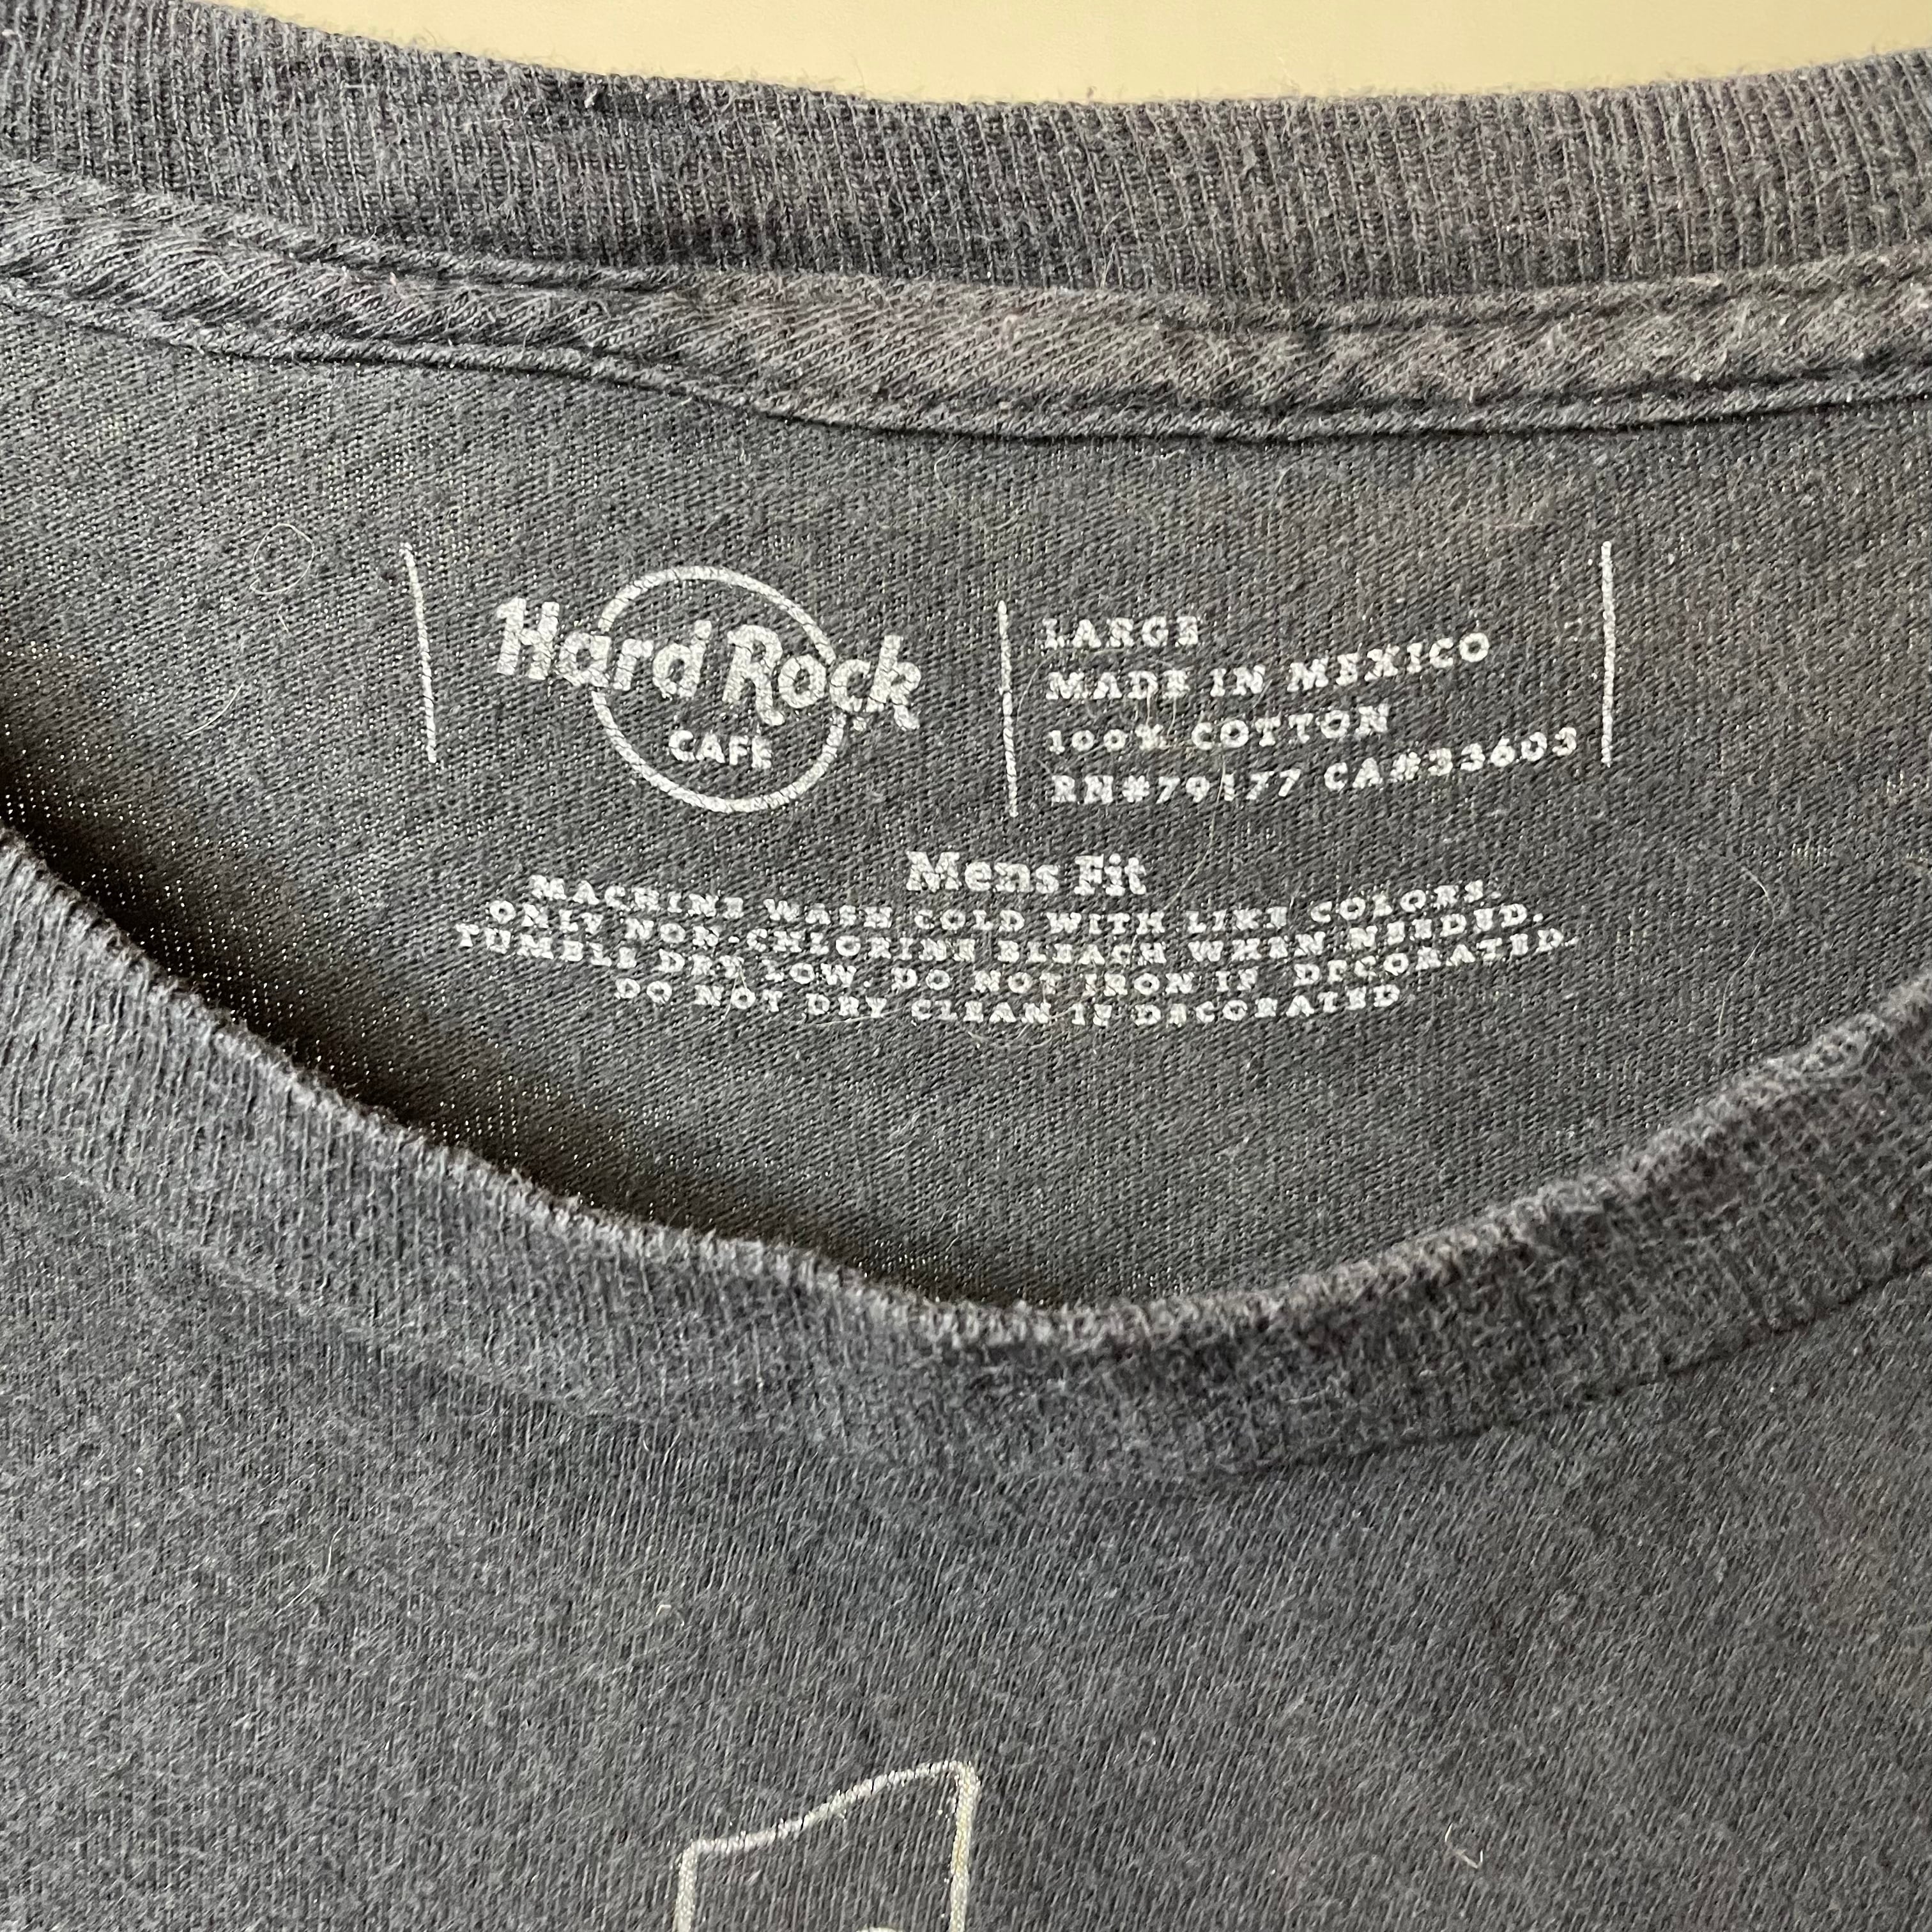 Hard Rock
CAFE
LARGE
MADE IN MEXICO
100% COTTON
RN#79177 CA#33603
Mens Fit
MACHINE WASH COLD WITH LIKE COLORS.
ONLY NON-CHLORINE BLEACH WHEN NEEDED.
TUMBLE DRY LOW. DO NOT IRON IF DECORATED.
DO NOT DRY CLEAN IF DECORATED.